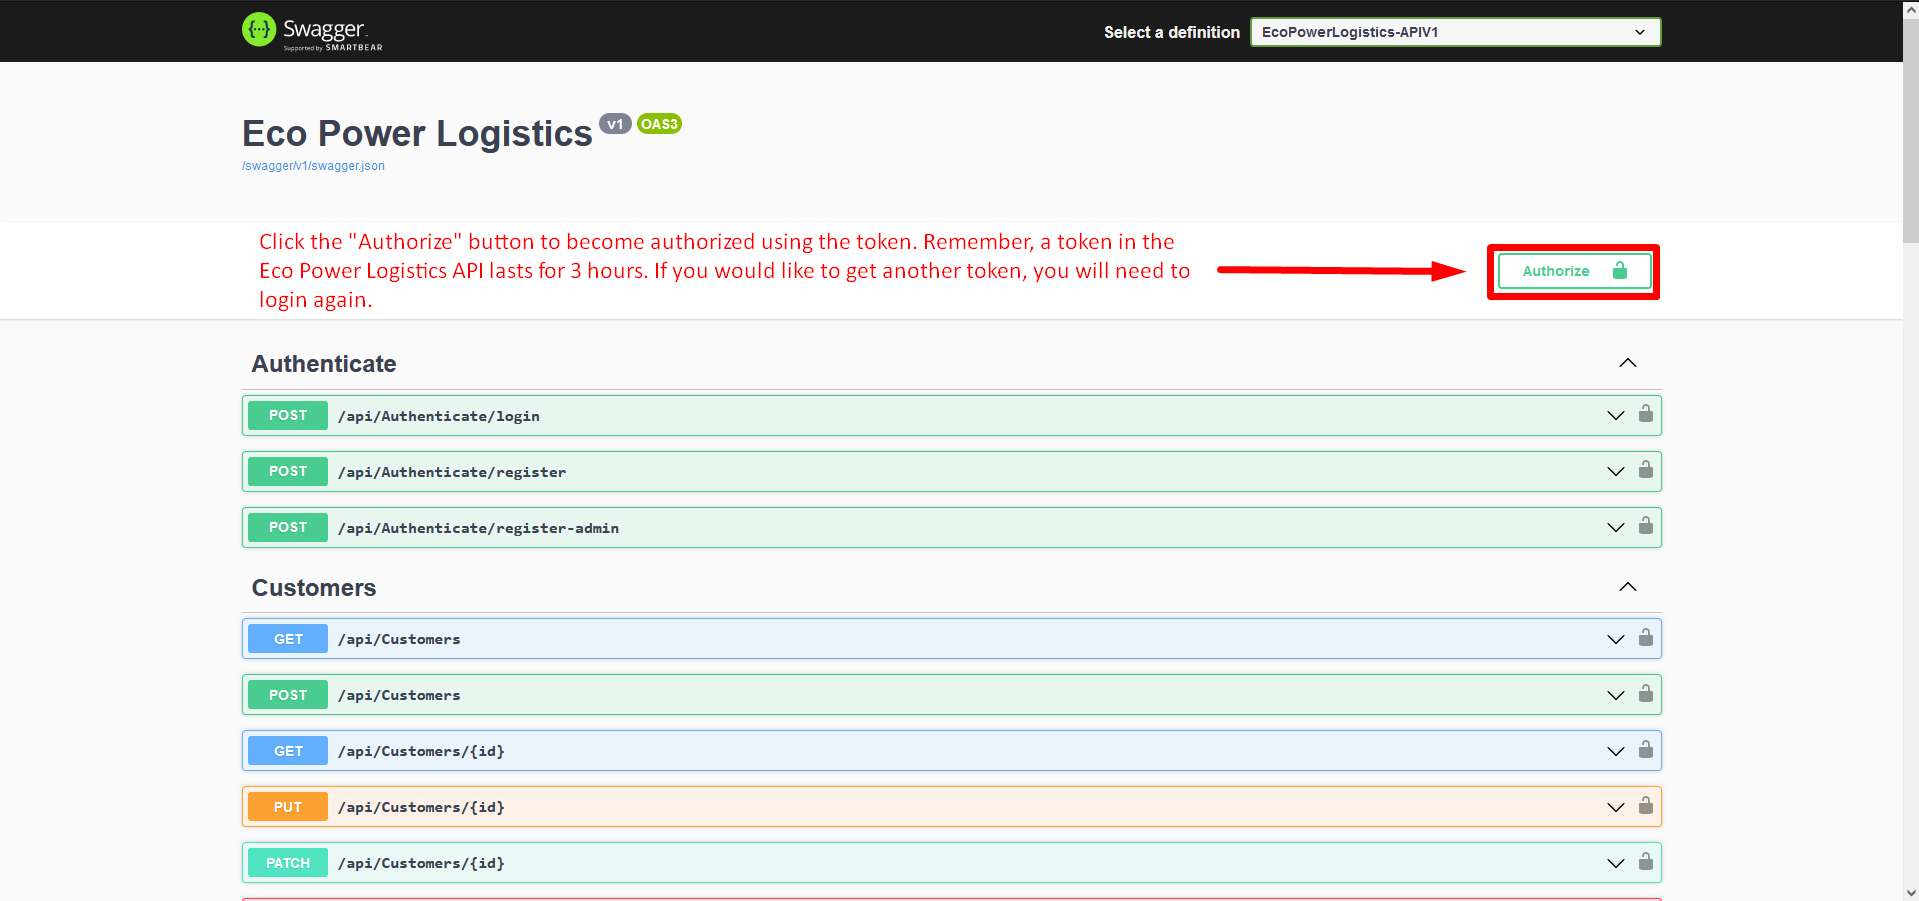 Swagger
Supported by SMARTBEAR
Select a definition
EcoPowerLogistics-APIV1
Eco Power Logistics v1 OAS3
/swagger/v1/swagger.json
Click the "Authorize" button to become authorized using the token. Remember, a token in the
Eco Power Logistics API lasts for 3 hours. If you would like to get another token, you will need to
login again.
Authorize
Authenticate
POST /api/Authenticate/login
POST /api/Authenticate/register
POST /api/Authenticate/register-admin
Customers
GET /api/Customers
POST /api/Customers
GET /api/Customers/{id}
PUT /api/Customers/{id}
PATCH /api/Customers/{id}